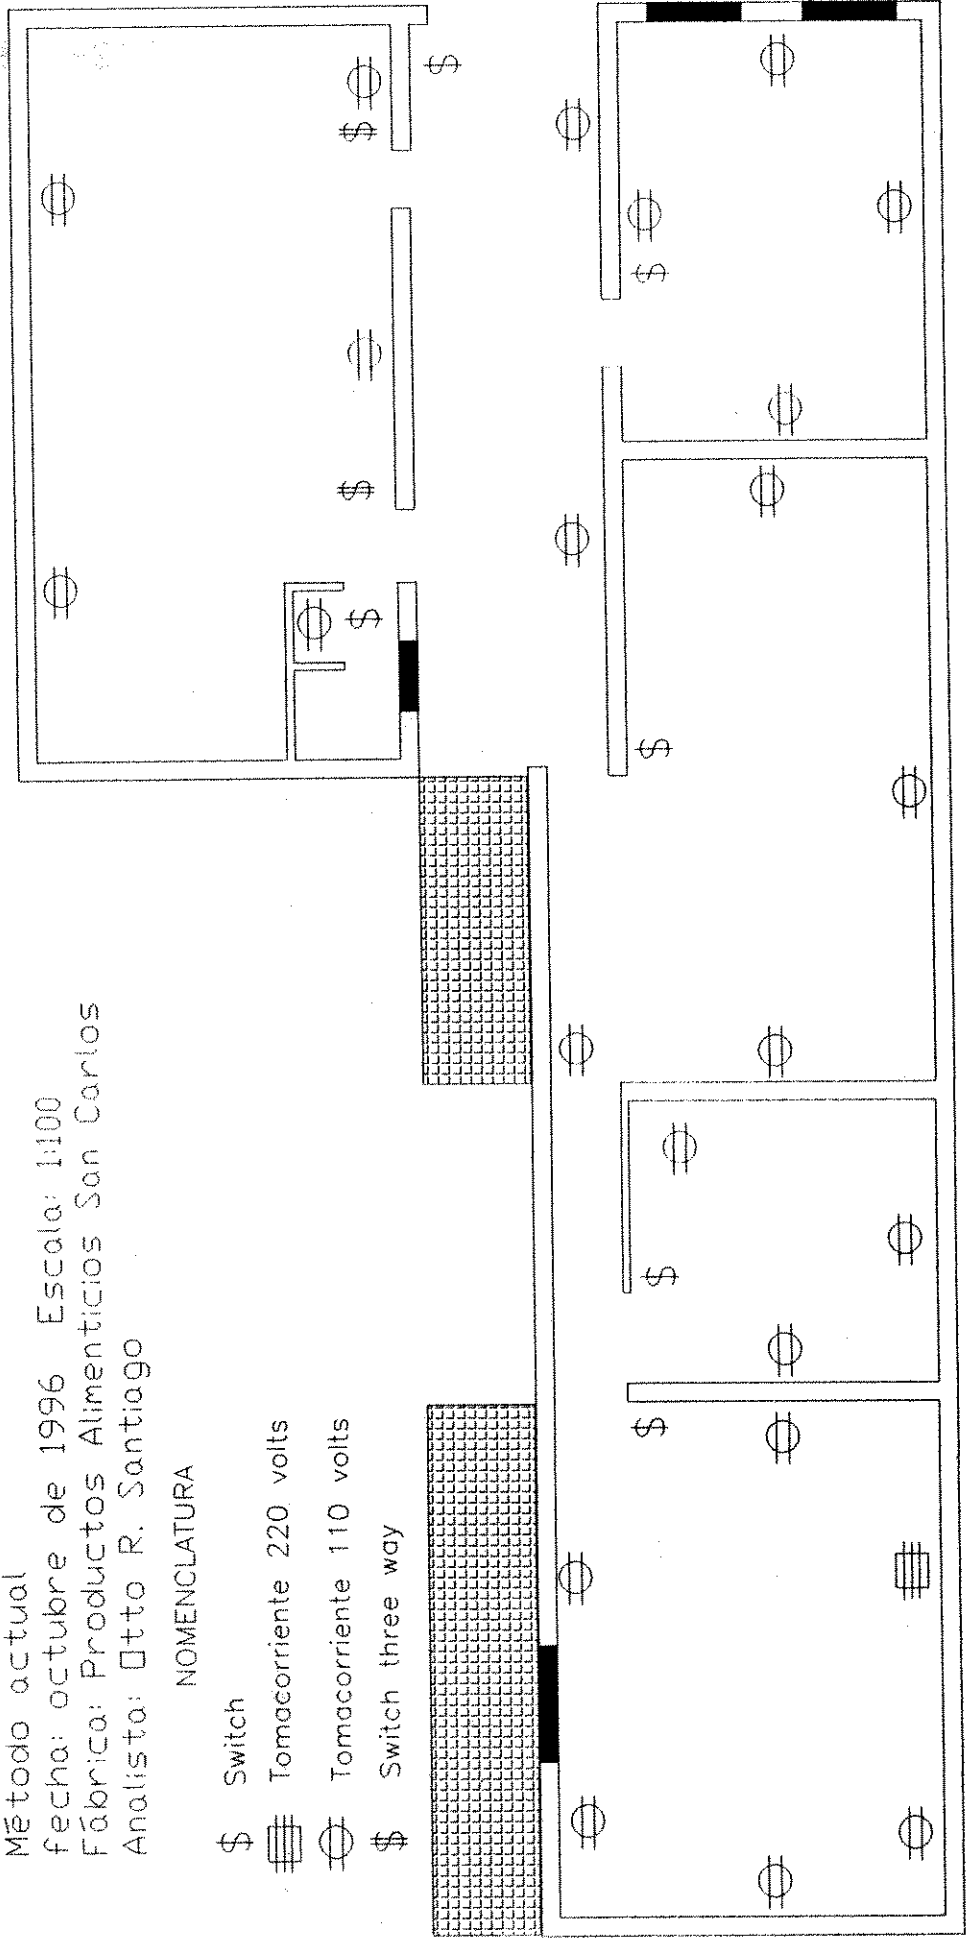 Método actual
fecha: octubre de 1996 Escala: 1:100
Fábrica: Productos Alimenticios San Carlos
Analista: Otto R. Santiago
NOMENCLATURA
$ Switch
Tomacorriente 220 volts
Tomacorriente 110 volts
$ Switch three way
$
$
$
$
$
$
$
$
$